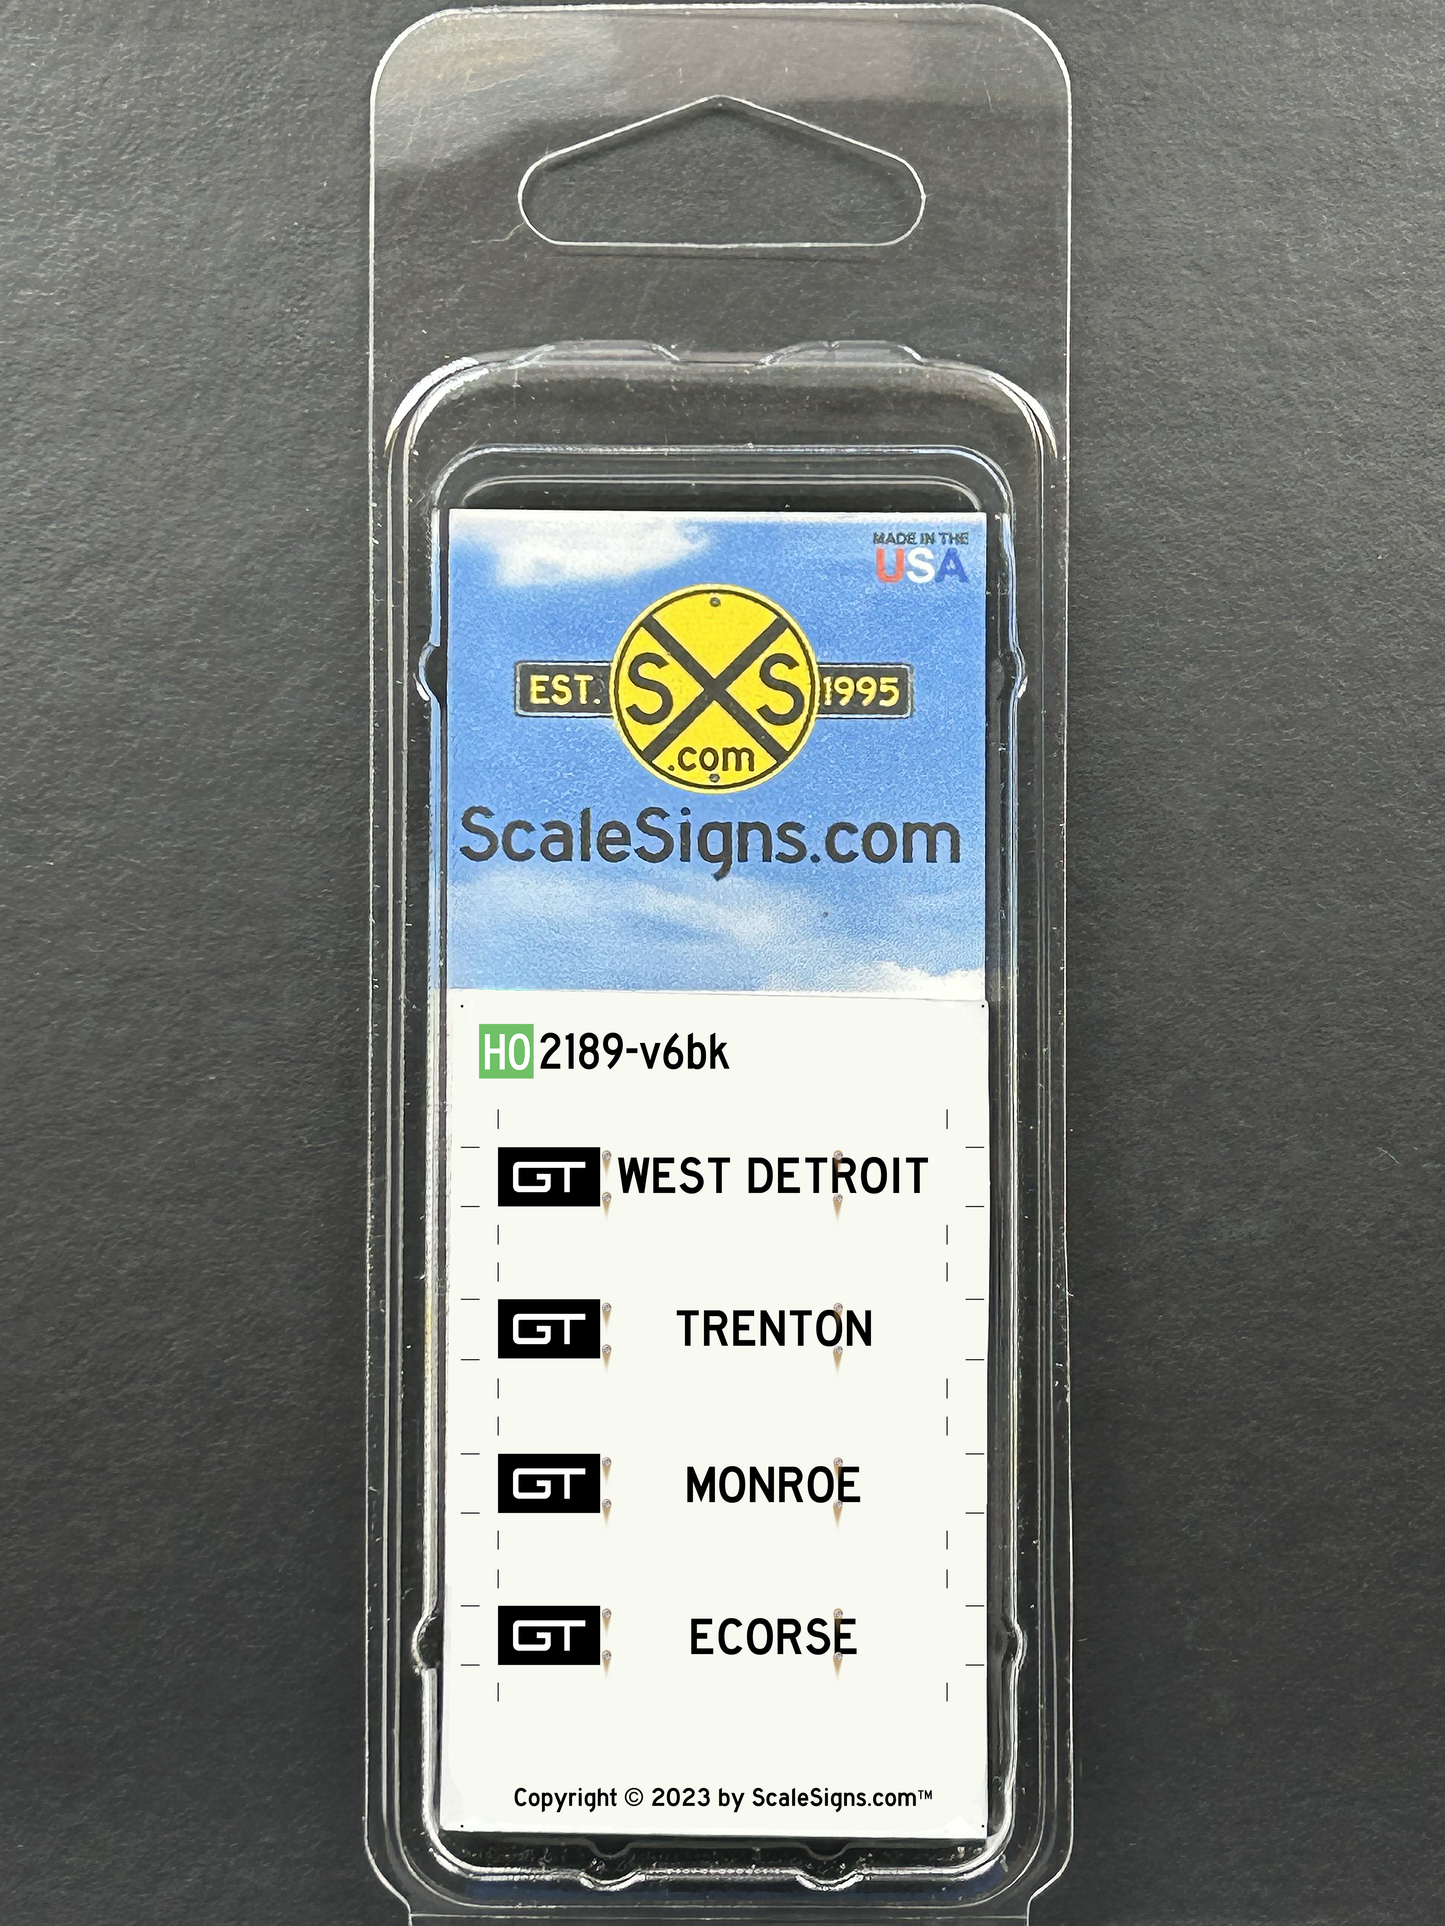 MADE IN THE
USA
EST. SXS 1995
.com
ScaleSigns.com
HO 2189-v6bk
GT WEST DETROIT
GT TRENTON
GT MONROE
GT ECORSE
Copyright © 2023 by ScaleSigns.com™